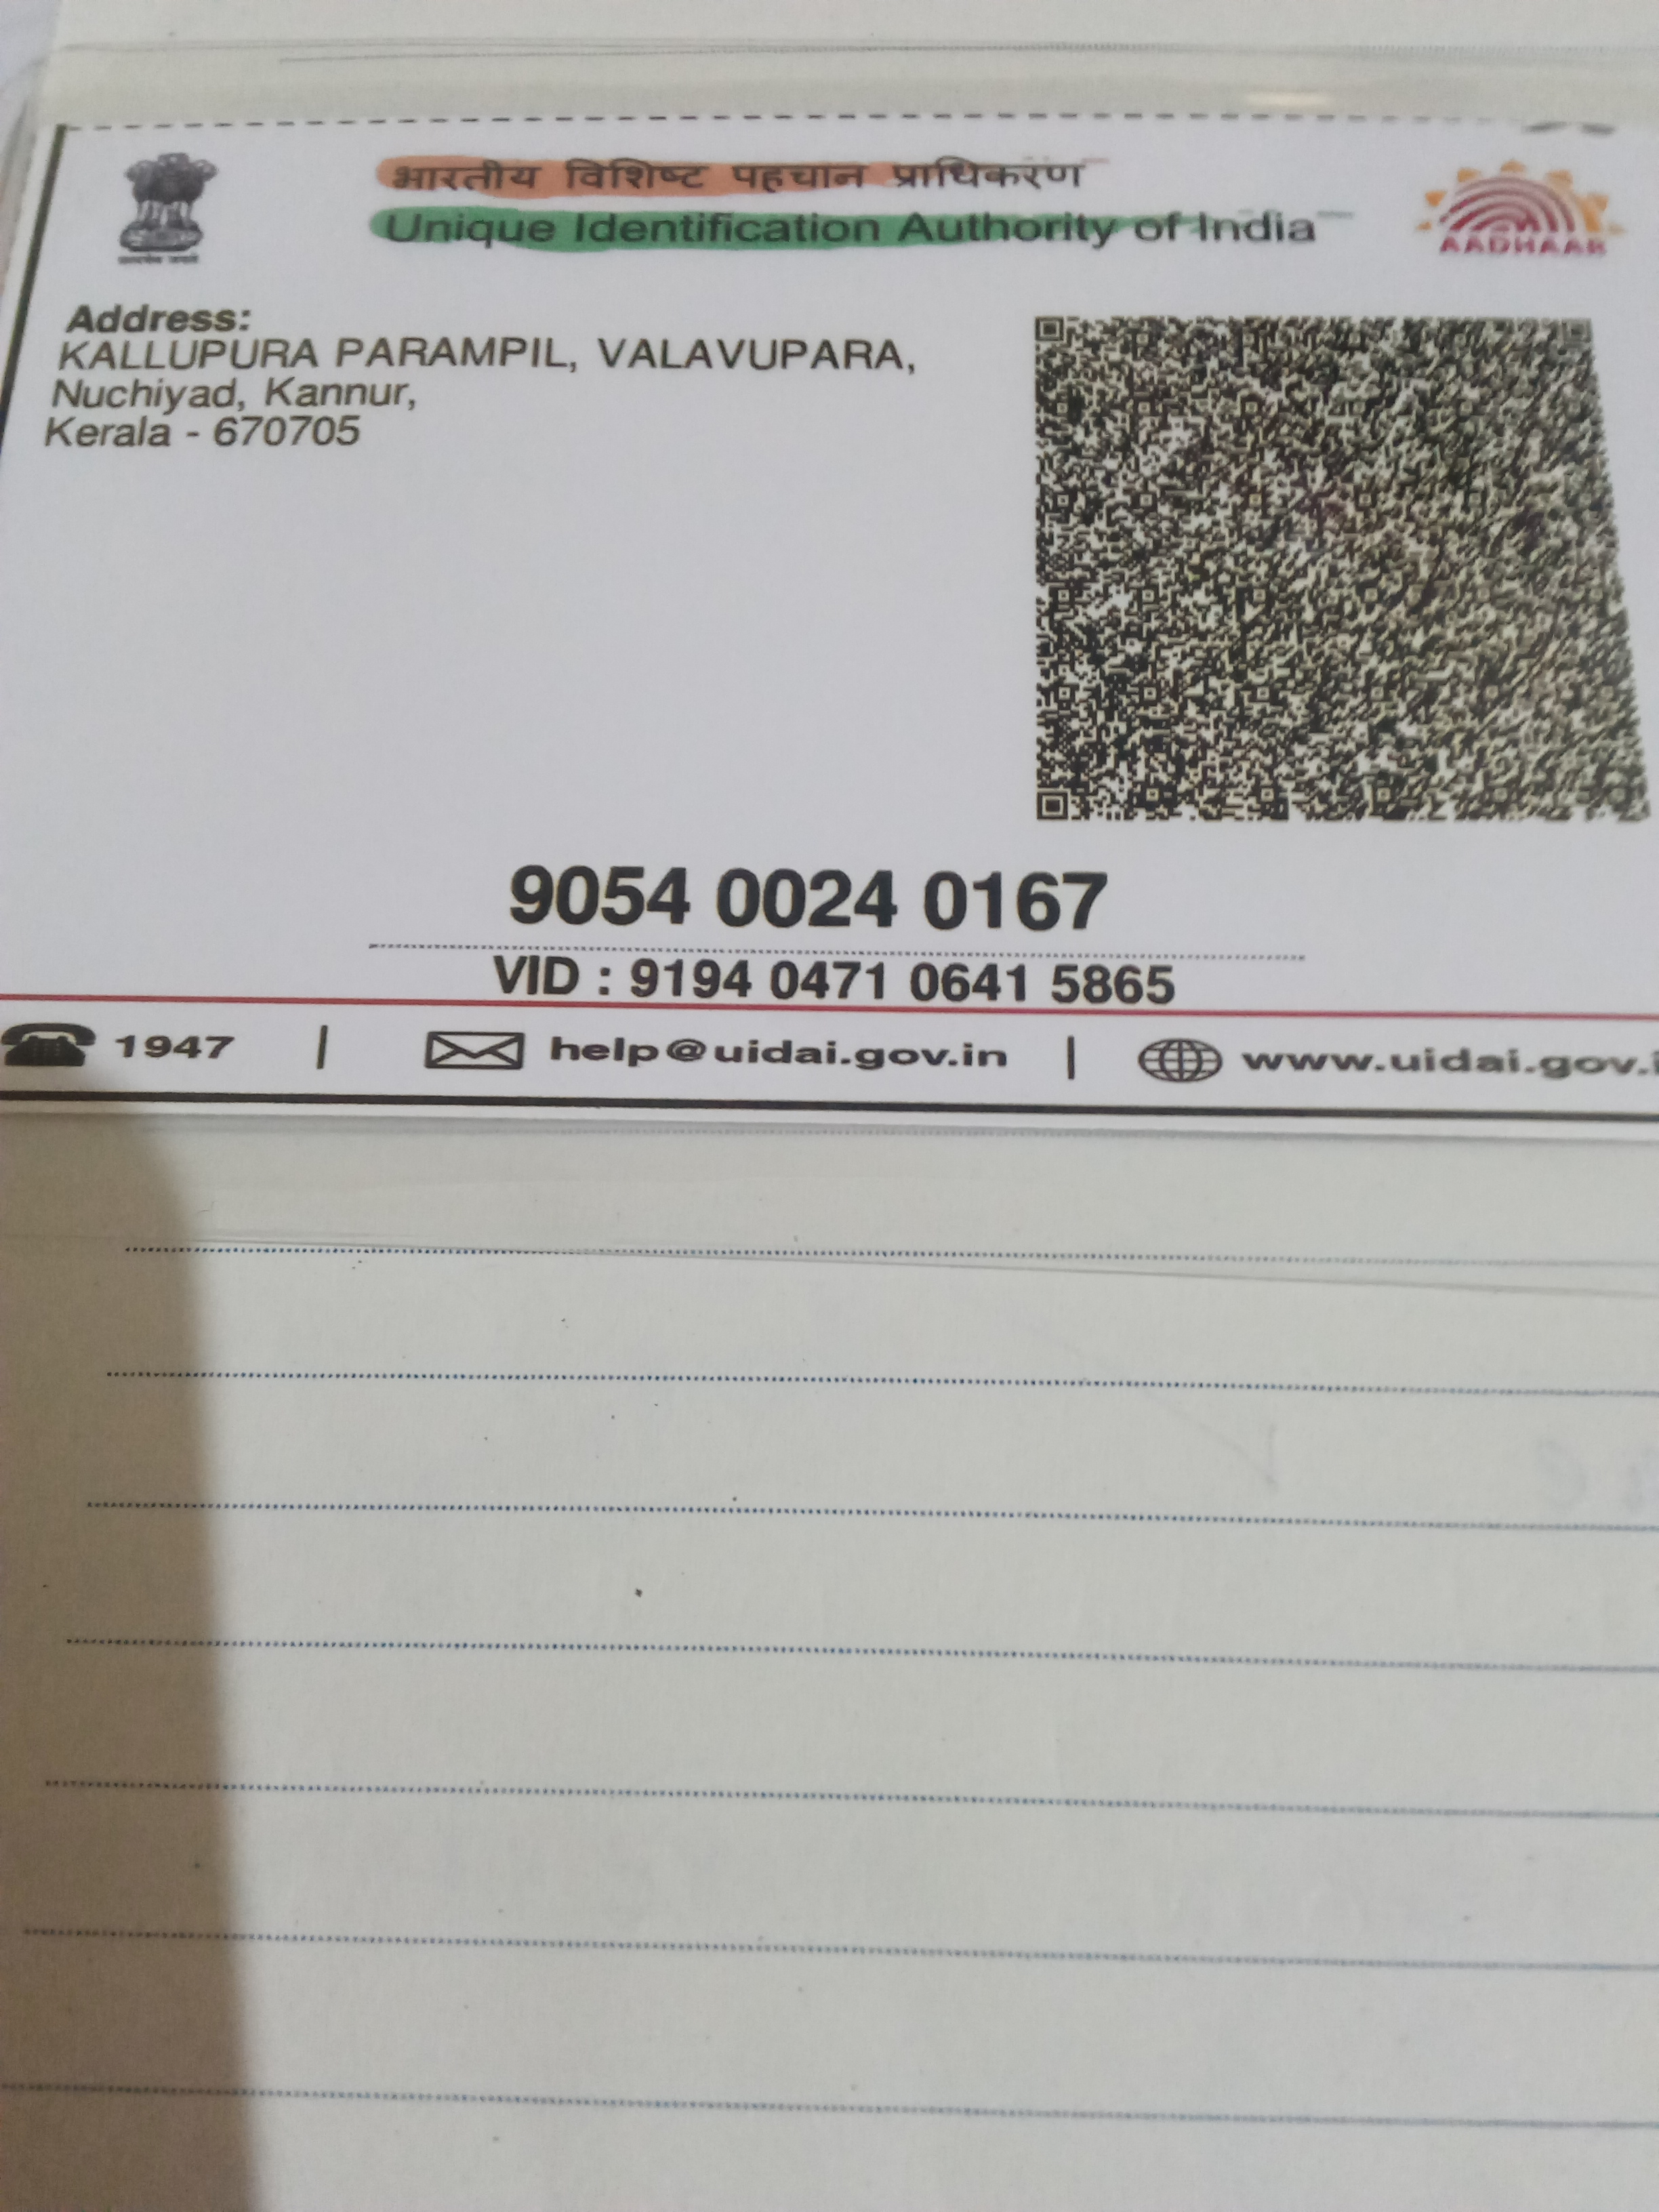 भारतीय विशिष्ट पहचान प्राधिकरण
Unique Identification Authority of India
AADHAAR
Address:
KALLUPURA PARAMPIL, VALAVUPARA,
Nuchiyad, Kannur,
Kerala - 670705
9054 0024 0167
VID : 9194 0471 0641 5865
1947 | help@uidai.gov.in | www.uidai.gov.i